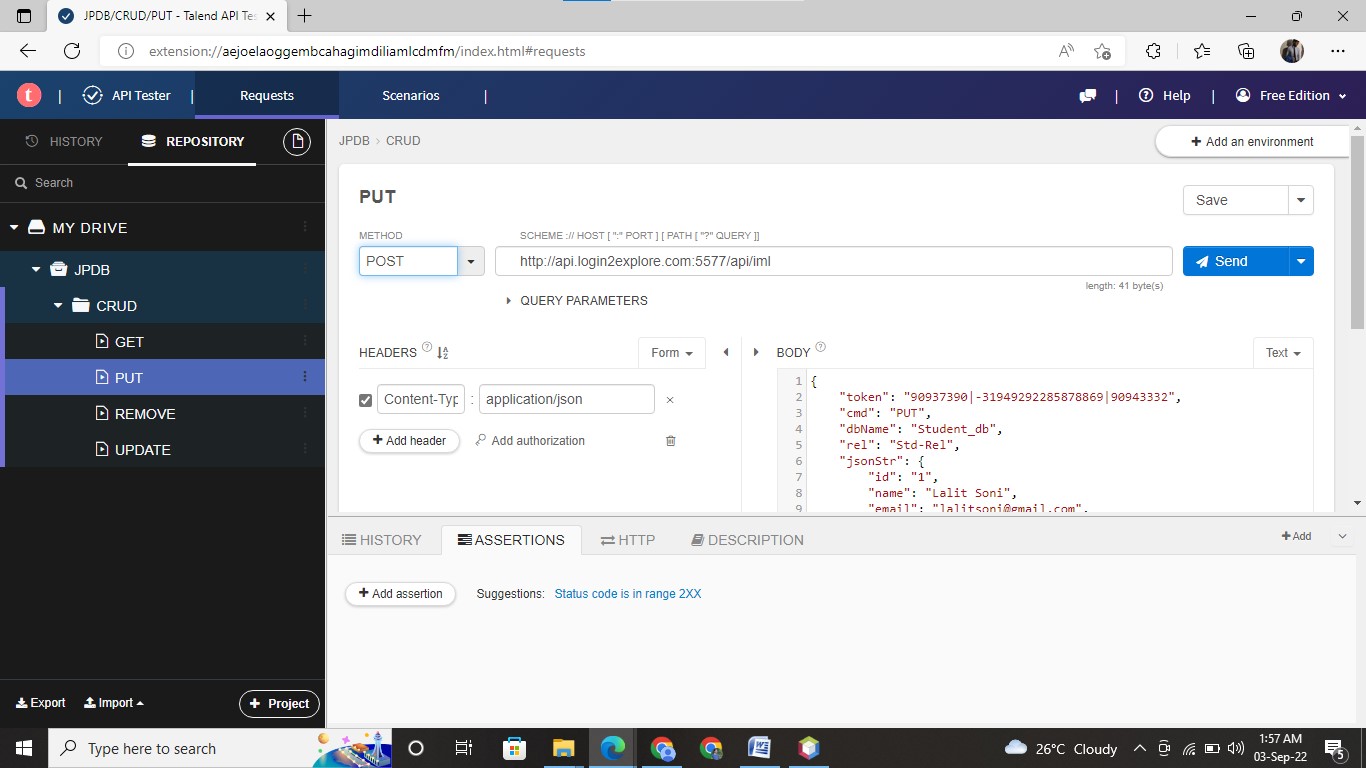 JPDB/CRUD/PUT - Talend API Tes
extension://aejoelaoggembcahagimdiliamlcdmfm/index.html#requests
t | API Tester | Requests Scenarios | | Help | Free Edition
HISTORY REPOSITORY
Search
MY DRIVE
JPDB
CRUD
GET
PUT
REMOVE
UPDATE
Export Import + Project
JPDB › CRUD
+ Add an environment
PUT
Save
METHOD SCHEME :// HOST [ ":" PORT ] [ PATH [ "?" QUERY ]]
POST http://api.login2explore.com:5577/api/iml Send
length: 41 byte(s)
QUERY PARAMETERS
HEADERS ? Form BODY ? Text
Content-Typ : application/json ×
+ Add header Add authorization
1 {
2 "token": "90937390|-31949292285878869|90943332",
3 "cmd": "PUT",
4 "dbName": "Student_db",
5 "rel": "Std-Rel",
6 "jsonStr": {
7 "id": "1",
8 "name": "Lalit Soni",
9 "email": "lalitsoni@gmail.com",
HISTORY ASSERTIONS HTTP DESCRIPTION + Add
+ Add assertion Suggestions: Status code is in range 2XX
Type here to search
26°C Cloudy
1:57 AM
03-Sep-22
5